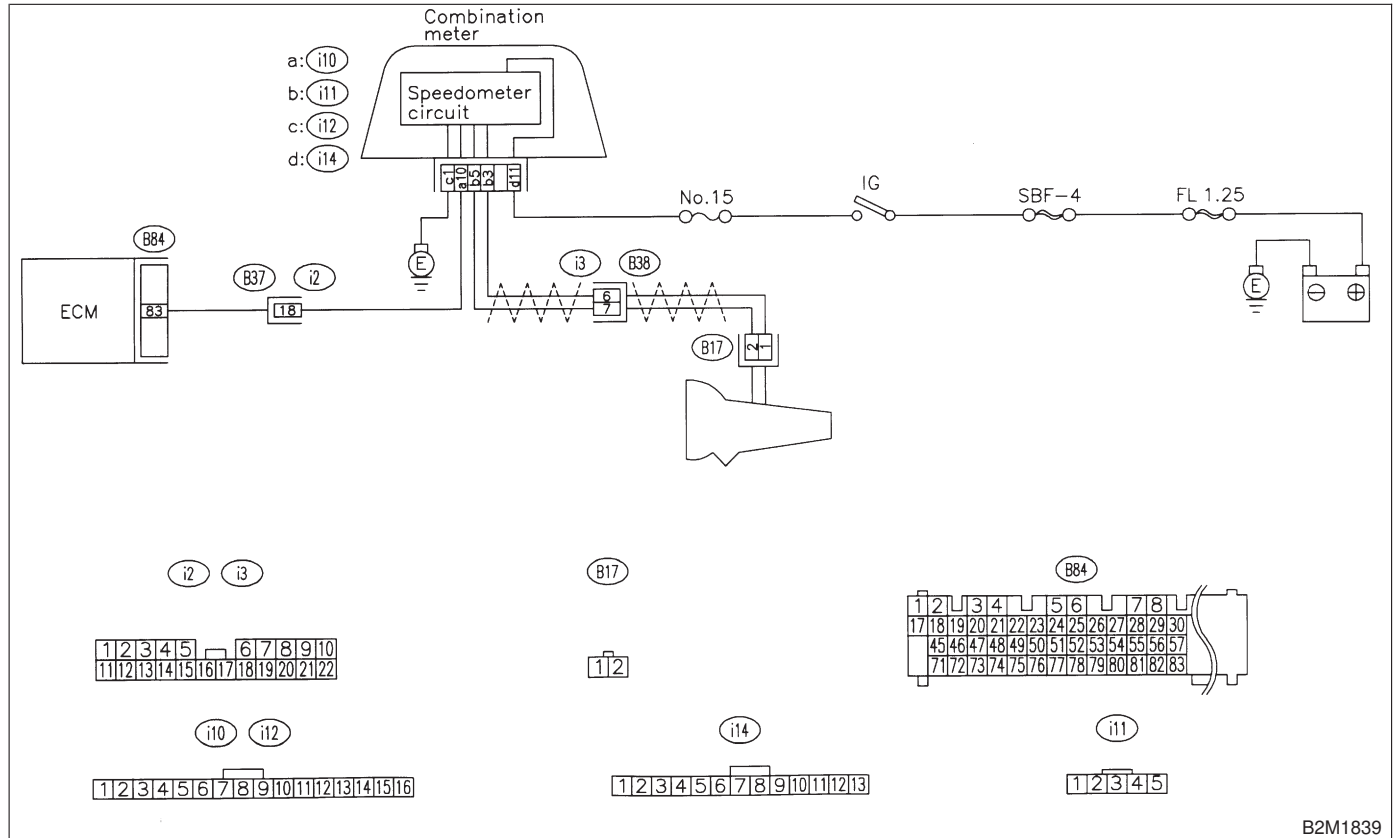 Combination
meter
a: i10
b: i11
c: i12
d: i14
Speedometer
circuit
c1 a10 b5 b3 d11
No.15
IG
SBF-4
FL 1.25
E
E
⊖ ⊕
B84
ECM
83
B37 i2
18
i3 B38
6
7
B17
2 1
i2 i3
1 2 3 4 5 6 7 8 9 10
11 12 13 14 15 16 17 18 19 20 21 22
B17
1 2
B84
1 2 3 4 5 6 7 8
17 18 19 20 21 22 23 24 25 26 27 28 29 30
45 46 47 48 49 50 51 52 53 54 55 56 57
71 72 73 74 75 76 77 78 79 80 81 82 83
i10 i12
1 2 3 4 5 6 7 8 9 10 11 12 13 14 15 16
i14
1 2 3 4 5 6 7 8 9 10 11 12 13
i11
1 2 3 4 5
B2M1839